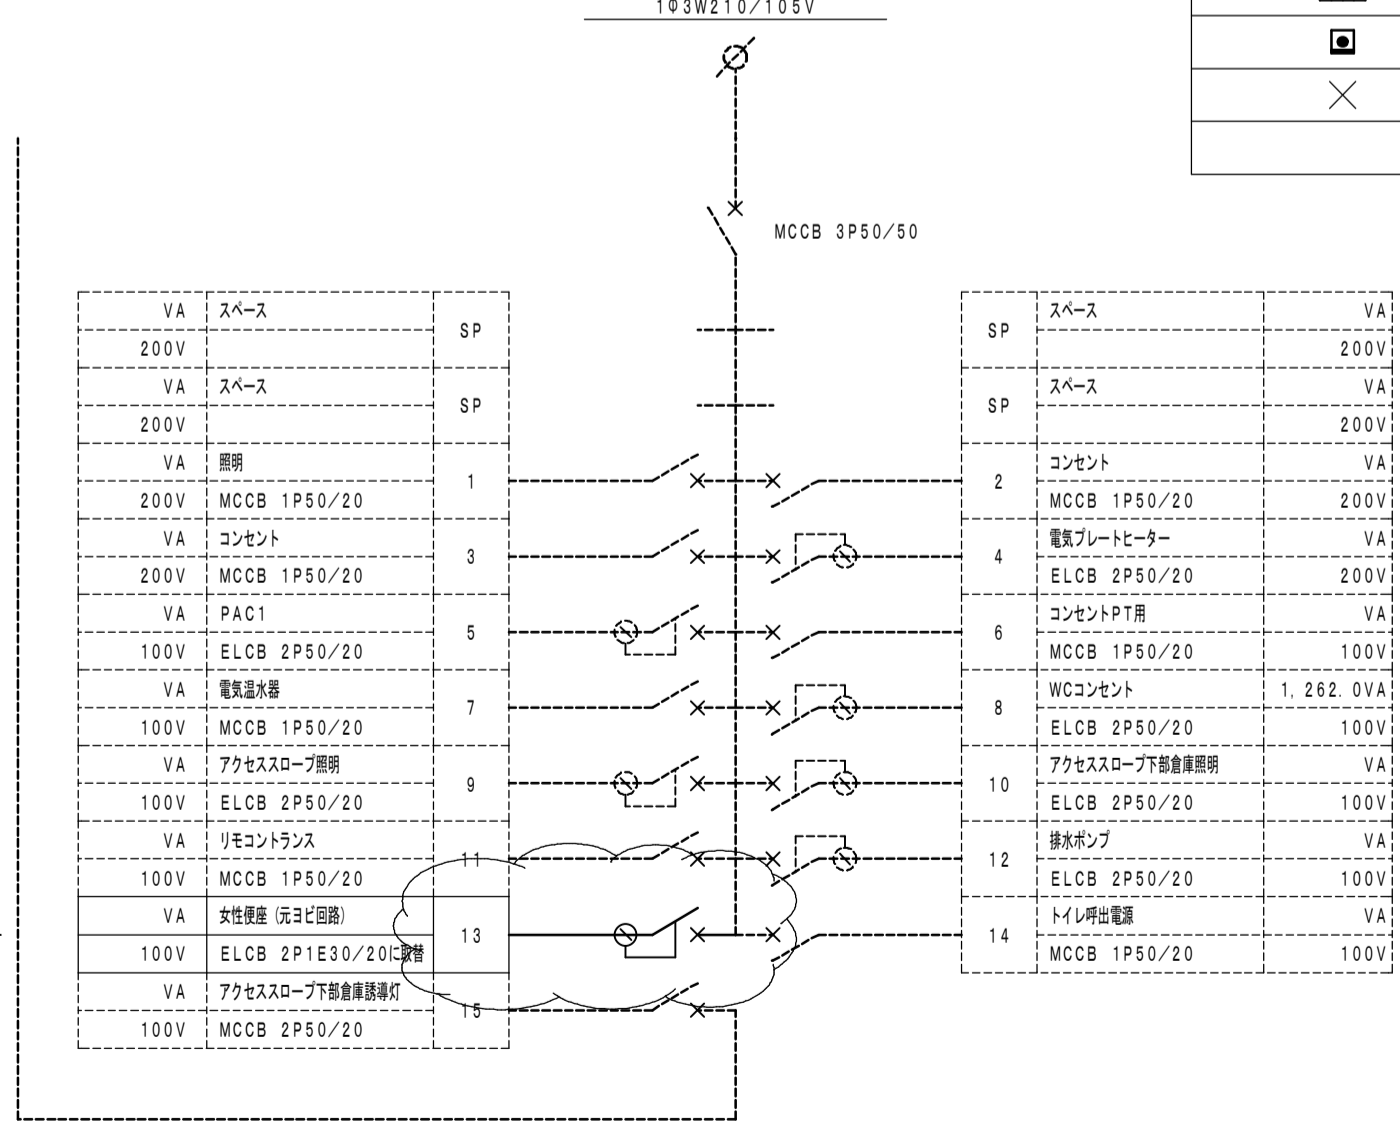 1Φ3W210/105V
MCCB 3P50/50
VA スペース SP
200V
VA スペース SP
200V
VA 照明 1
200V MCCB 1P50/20
VA コンセント 3
200V MCCB 1P50/20
VA PAC1 5
100V ELCB 2P50/20
VA 電気温水器 7
100V MCCB 1P50/20
VA アクセススロープ照明 9
100V ELCB 2P50/20
VA リモコントランス 11
100V MCCB 1P50/20
VA 女性便座(元ヨビ回路) 13
100V ELCB 2P1E30/20に取替
VA アクセススロープ下部倉庫誘導灯 15
100V MCCB 2P50/20
SP スペース VA
200V
SP スペース VA
200V
2 コンセント VA
MCCB 1P50/20 200V
4 電気プレートヒーター VA
ELCB 2P50/20 200V
6 コンセントPT用 VA
MCCB 1P50/20 100V
8 WCコンセント 1,262.0VA
ELCB 2P50/20 100V
10 アクセススロープ下部倉庫照明 VA
ELCB 2P50/20 100V
12 排水ポンプ VA
ELCB 2P50/20 100V
14 トイレ呼出電源 VA
MCCB 1P50/20 100V